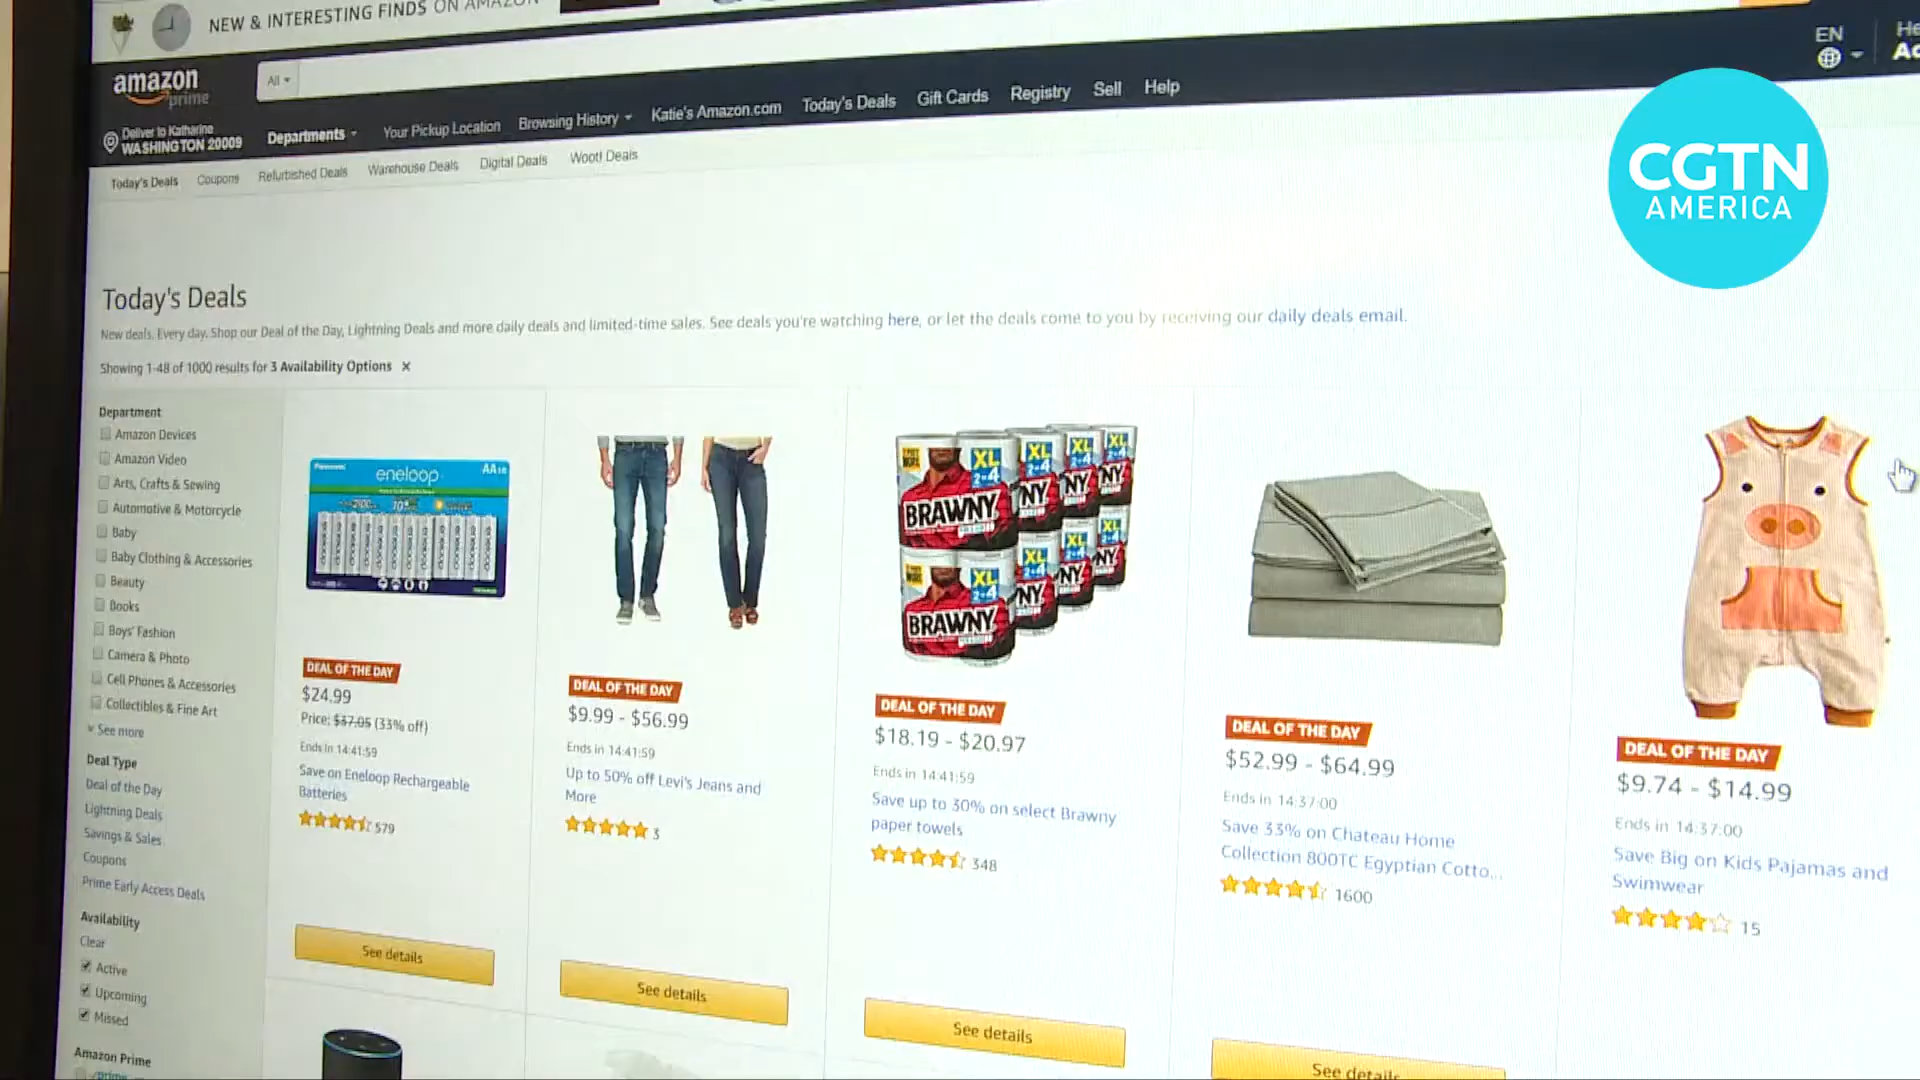 NEW & INTERESTING FINDS ON AMAZON
EN
amazon
prime
All
Deliver to Katharine
WASHINGTON 20009
Departments
Your Pickup Location
Browsing History
Katie's Amazon.com
Today's Deals
Gift Cards
Registry
Sell
Help
Today's Deals
Coupons
Refurbished Deals
Warehouse Deals
Digital Deals
Woot! Deals
CGTN
AMERICA
Today's Deals
New deals. Every day. Shop our Deal of the Day, Lightning Deals and more daily deals and limited-time sales. See deals you're watching here, or let the deals come to you by receiving our daily deals email.
Showing 1-48 of 1000 results for 3 Availability Options
Department
Amazon Devices
Amazon Video
Arts, Crafts & Sewing
Automotive & Motorcycle
Baby
Baby Clothing & Accessories
Beauty
Books
Boys' Fashion
Camera & Photo
Cell Phones & Accessories
Collectibles & Fine Art
See more
Deal Type
Deal of the Day
Lightning Deals
Savings & Sales
Coupons
Prime Early Access Deals
Availability
Clear
Active
Upcoming
Missed
Amazon Prime
prime
Panasonic
eneloop
AA
DEAL OF THE DAY
$24.99
Price: $37.05 (33% off)
Ends in 14:41:59
Save on Eneloop Rechargeable
Batteries
579
See details
DEAL OF THE DAY
$9.99 - $56.99
Ends in 14:41:59
Up to 50% off Levi's Jeans and
More
3
See details
XL
2=4
BRAWNY
XL
2=4
BRAWNY
DEAL OF THE DAY
$18.19 - $20.97
Ends in 14:41:59
Save up to 30% on select Brawny
paper towels
348
See details
DEAL OF THE DAY
$52.99 - $64.99
Ends in 14:37:00
Save 33% on Chateau Home
Collection 800TC Egyptian Cotto...
1600
See details
DEAL OF THE DAY
$9.74 - $14.99
Ends in 14:37:00
Save Big on Kids Pajamas and
Swimwear
15